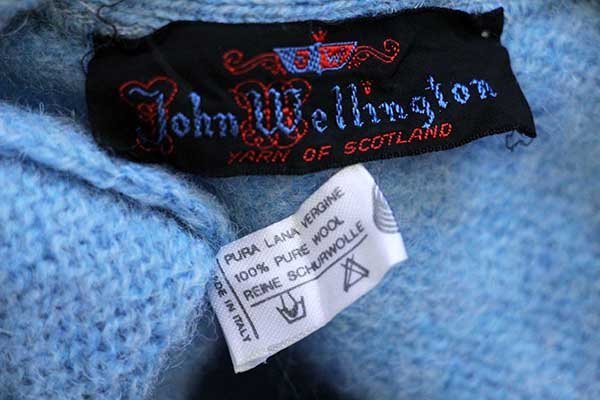 John Wellington
YARN OF SCOTLAND
PURA LANA VERGINE
100% PURE WOOL
REINE SCHURWOLLE
MADE IN ITALY